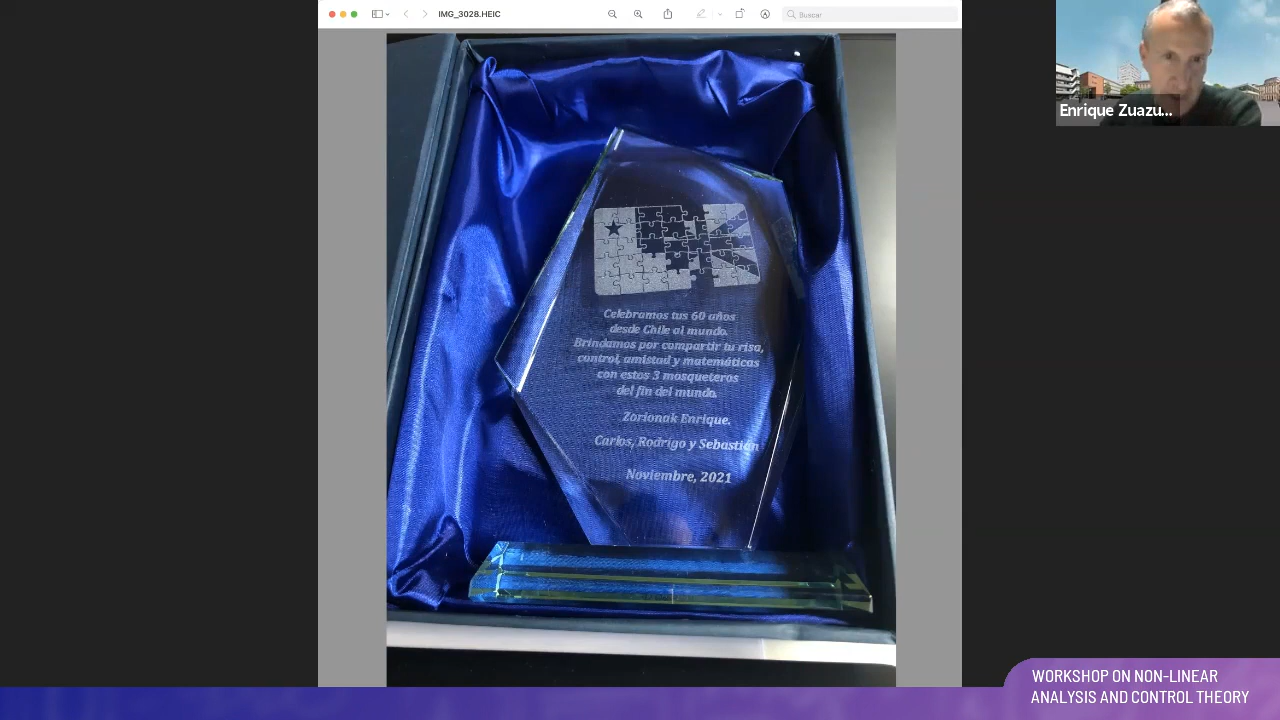 IMG_3028.HEIC
Buscar
Enrique Zuazu...
Celebramos tus 60 años
desde Chile al mundo.
Brindamos por compartir tu risa,
control, amistad y matemáticas
con estos 3 mosqueteros
del fin del mundo.
Zorionak Enrique.
Carlos, Rodrigo y Sebastián
Noviembre, 2021
WORKSHOP ON NON-LINEAR
ANALYSIS AND CONTROL THEORY